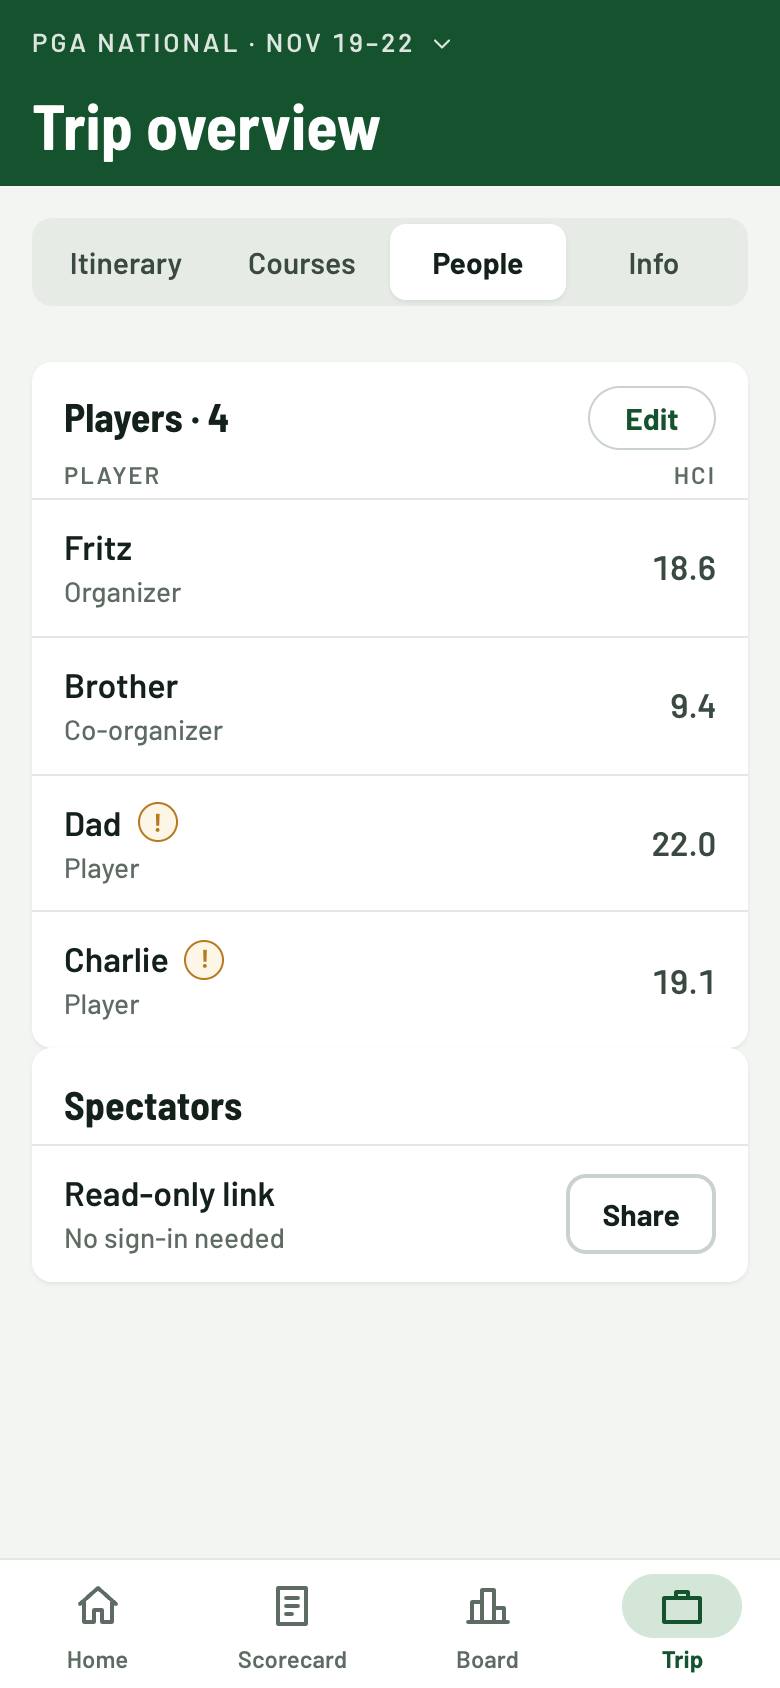 PGA NATIONAL · NOV 19–22
Trip overview
Itinerary Courses People Info
Players · 4 Edit
PLAYER HCI
Fritz
Organizer
18.6
Brother
Co-organizer
9.4
Dad !
Player
22.0
Charlie !
Player
19.1
Spectators
Read-only link
No sign-in needed
Share
Home Scorecard Board Trip